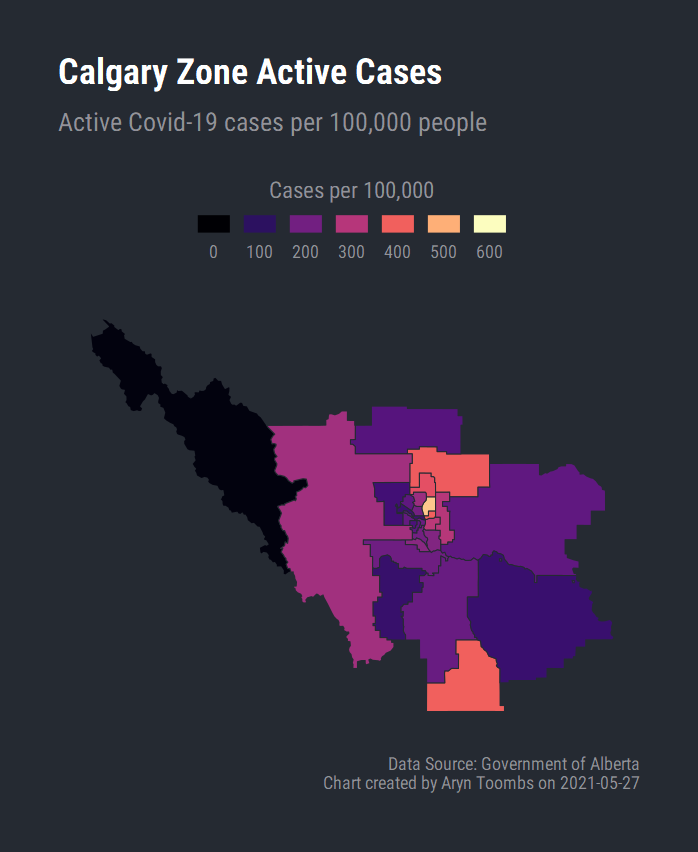 Calgary Zone Active Cases
Active Covid-19 cases per 100,000 people
Cases per 100,000
0 100 200 300 400 500 600
Data Source: Government of Alberta
Chart created by Aryn Toombs on 2021-05-27